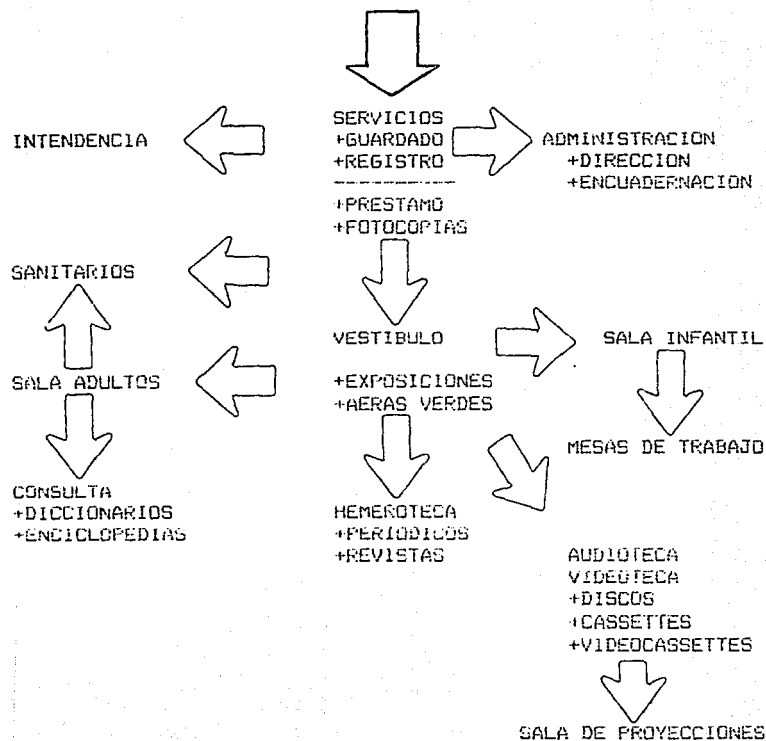 SERVICIOS
+GUARDADO
+REGISTRO
+PRESTAMO
+FOTOCOPIAS
INTENDENCIA
ADMINISTRACION
+DIRECCION
+ENCUADERNACION
SANITARIOS
VESTIBULO
+EXPOSICIONES
+AERAS VERDES
SALA INFANTIL
SALA ADULTOS
MESAS DE TRABAJO
CONSULTA
+DICCIONARIOS
+ENCICLOPEDIAS
HEMEROTECA
+PERIODICOS
+REVISTAS
AUDIOTECA
VIDEOTECA
+DISCOS
+CASSETTES
+VIDEOCASSETTES
SALA DE PROYECCIONES